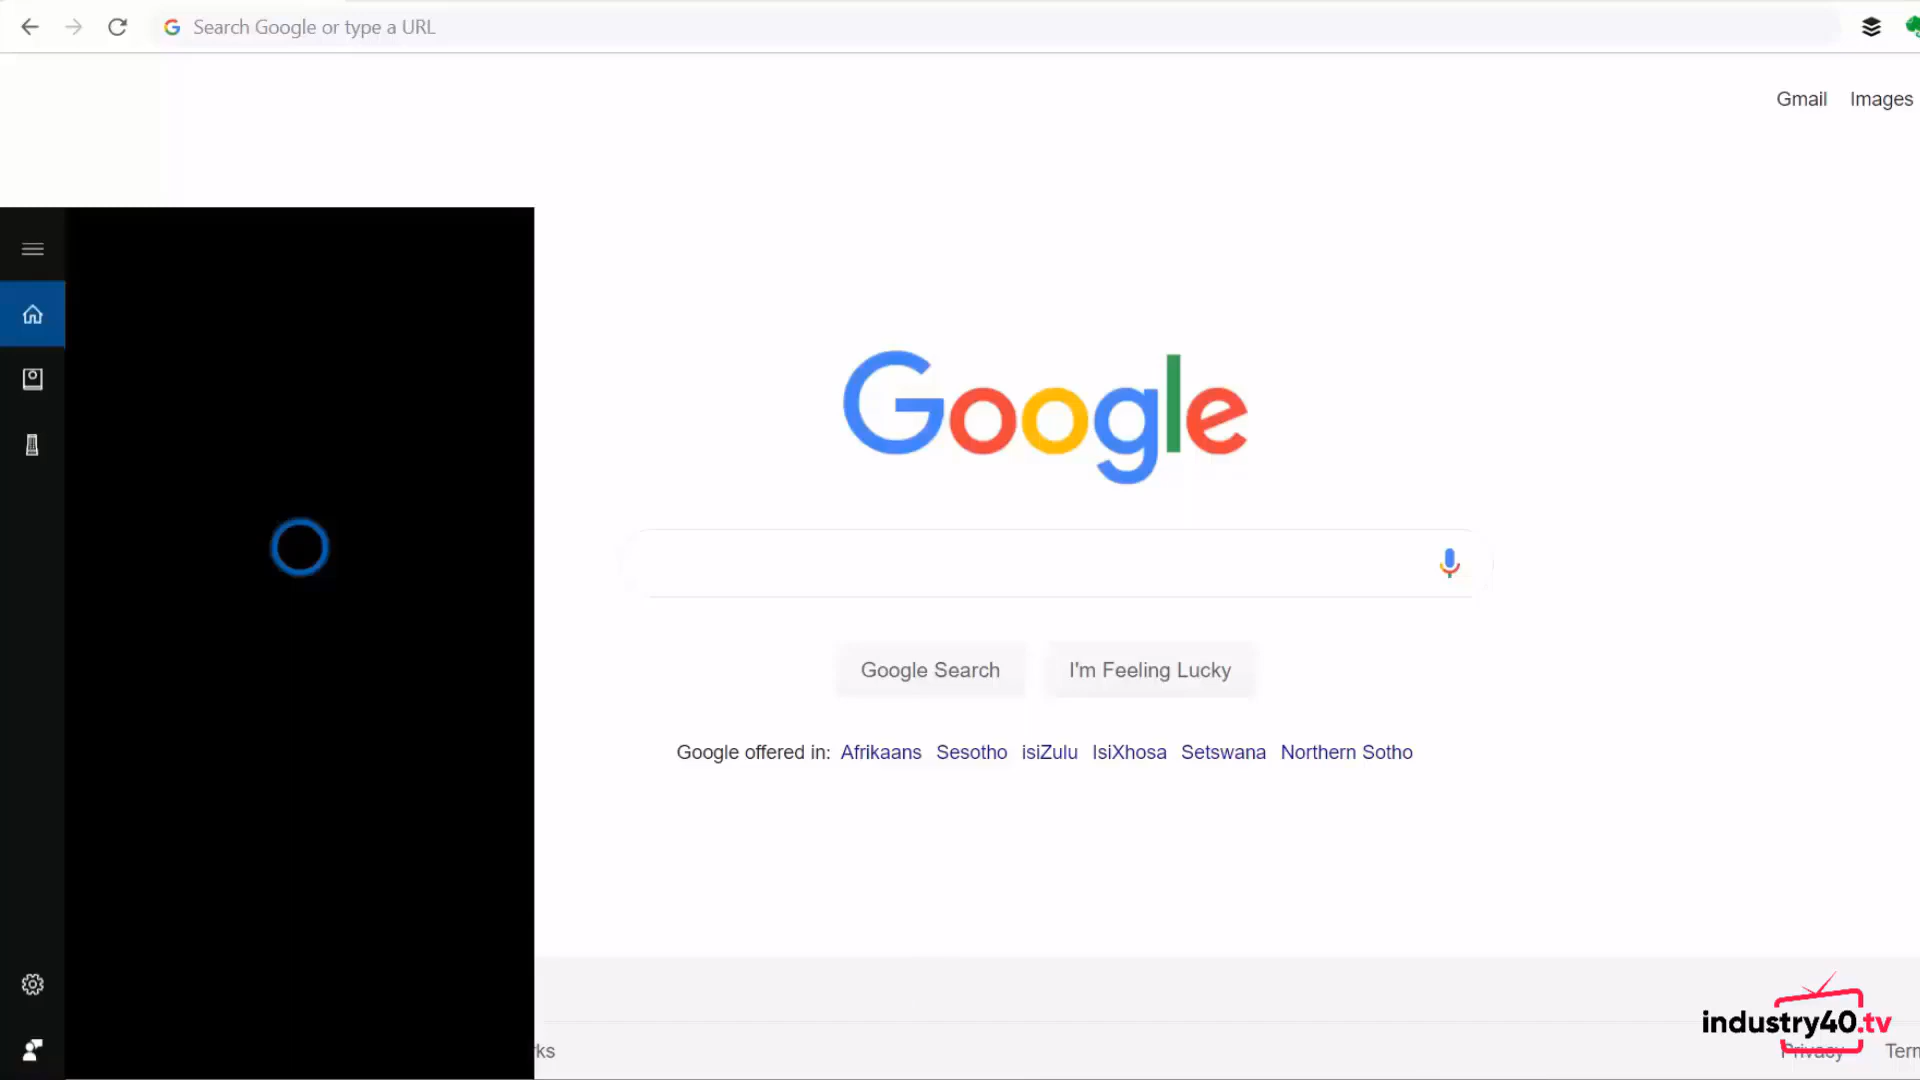 Search Google or type a URL
Gmail Images
Google
Google Search I'm Feeling Lucky
Google offered in: Afrikaans Sesotho isiZulu IsiXhosa Setswana Northern Sotho
industry40.tv
rks Privacy Term